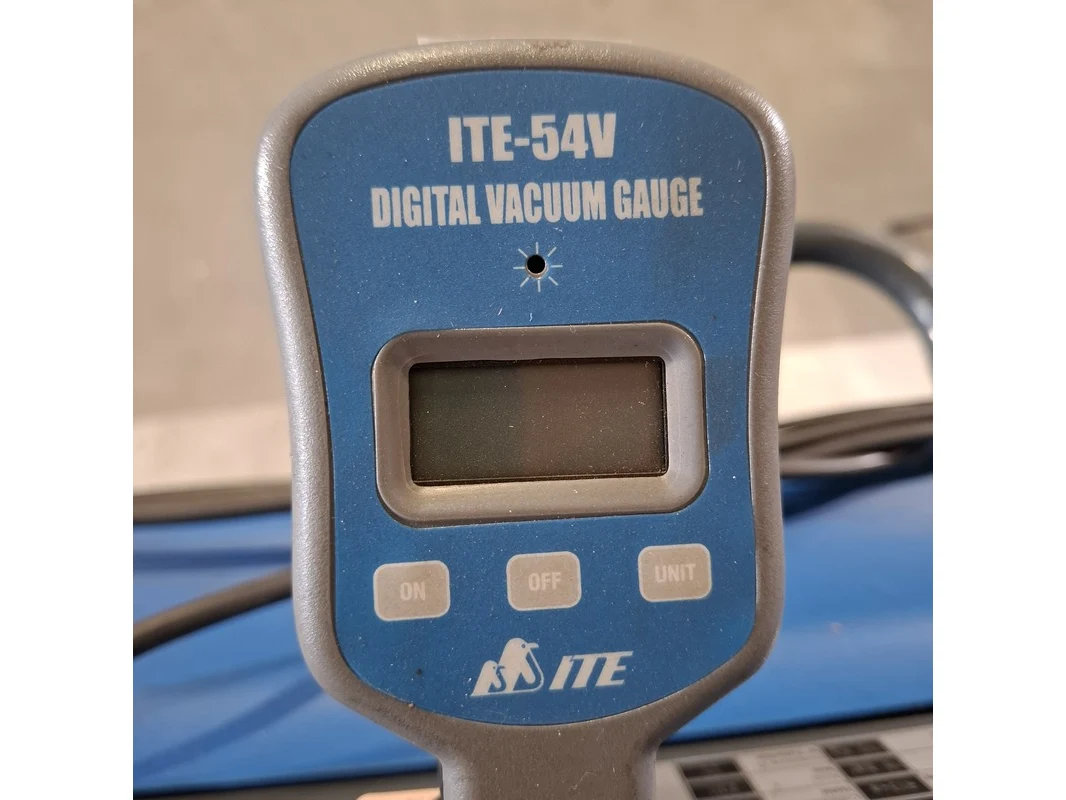 ITE-54V
DIGITAL VACUUM GAUGE
ON OFF UNIT
ITE